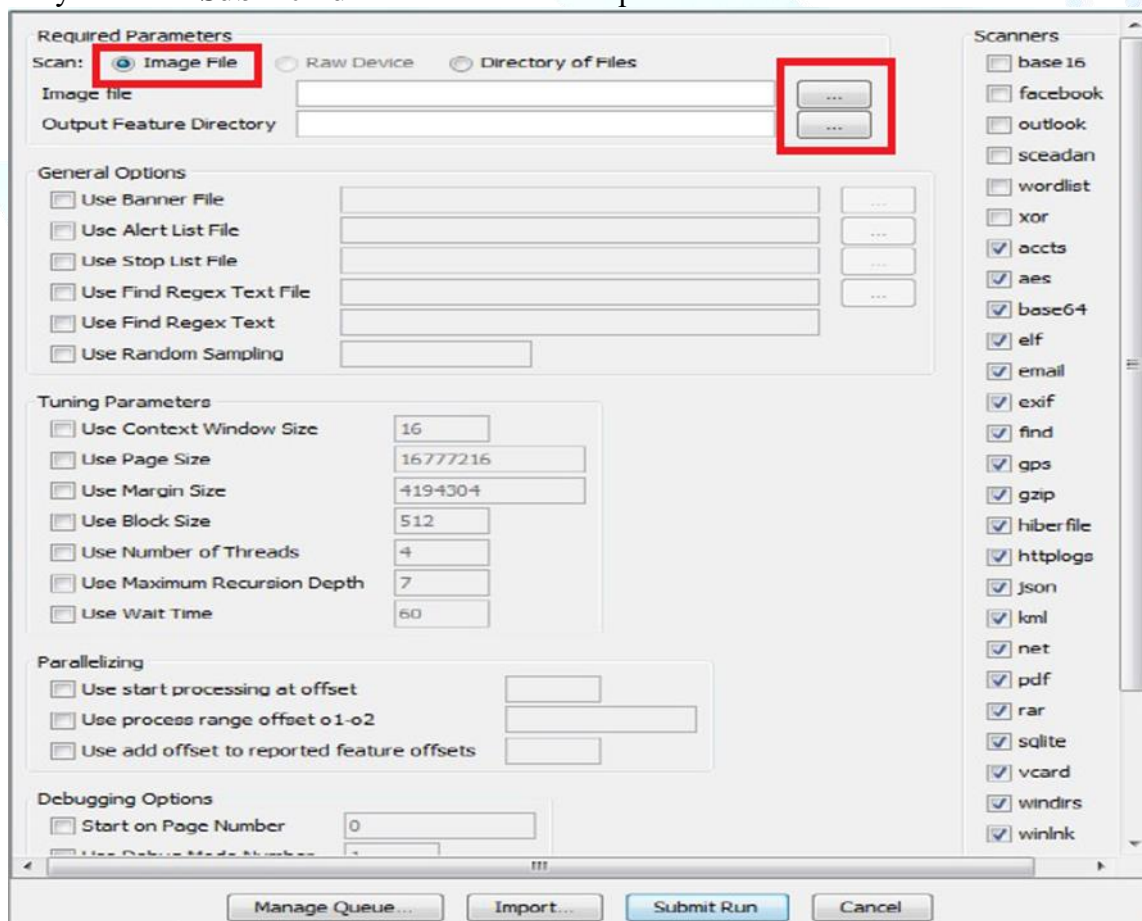 Required Parameters
Scan: Image File Raw Device Directory of Files
Image file ...
Output Feature Directory ...
General Options
Use Banner File ...
Use Alert List File ...
Use Stop List File ...
Use Find Regex Text File ...
Use Find Regex Text
Use Random Sampling
Tuning Parameters
Use Context Window Size 16
Use Page Size 16777216
Use Margin Size 4194304
Use Block Size 512
Use Number of Threads 4
Use Maximum Recursion Depth 7
Use Wait Time 60
Parallelizing
Use start processing at offset
Use process range offset o1-o2
Use add offset to reported feature offsets
Debugging Options
Start on Page Number 0
Scanners
base16
facebook
outlook
sceadan
wordlist
xor
accts
aes
base64
elf
email
exif
find
gps
gzip
hiberfile
httplogs
json
kml
net
pdf
rar
sqlite
vcard
windirs
winlnk
Manage Queue... Import... Submit Run Cancel